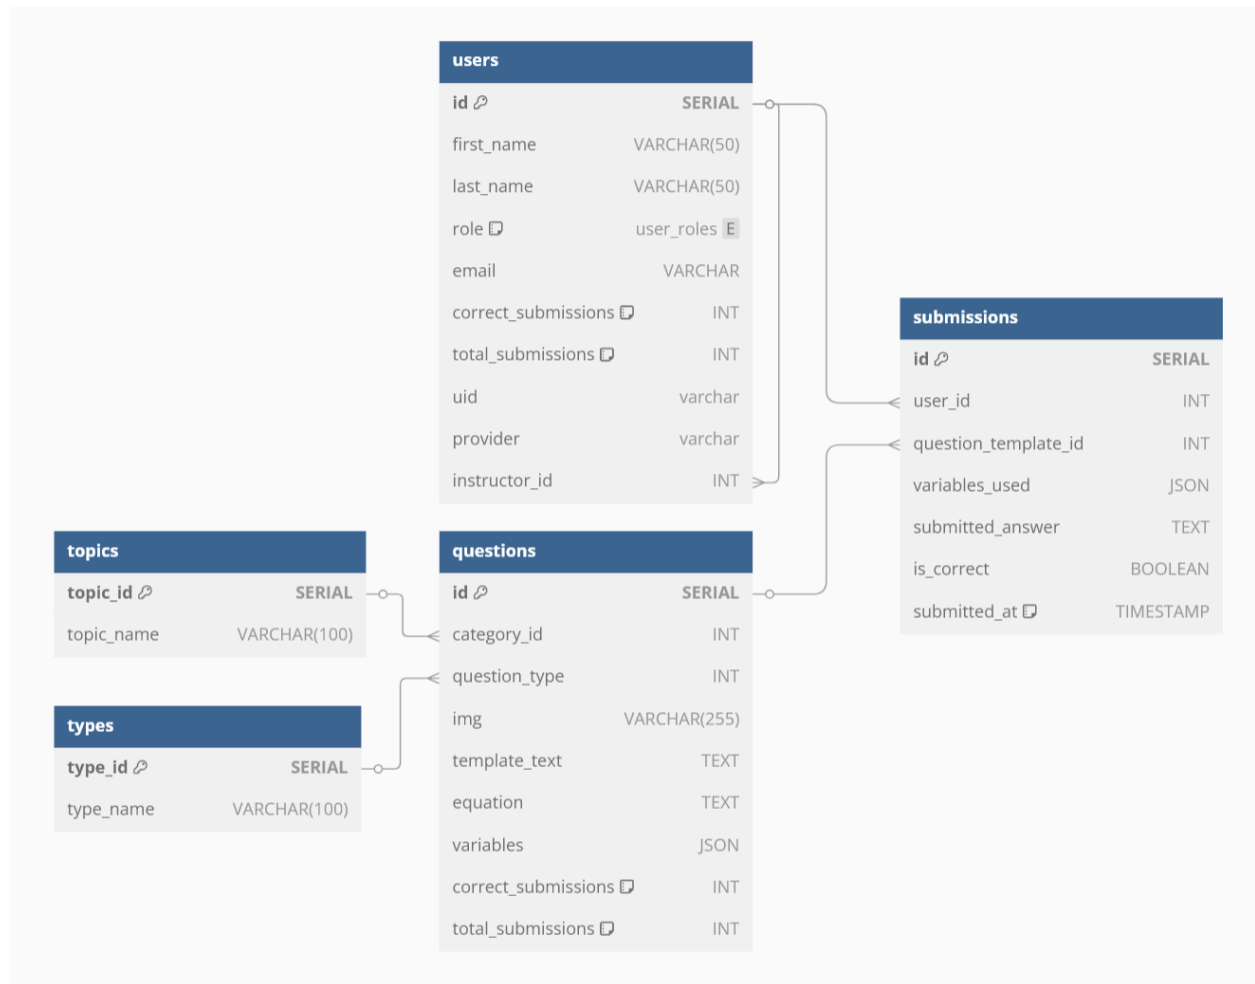 users
id SERIAL
first_name VARCHAR(50)
last_name VARCHAR(50)
role user_roles E
email VARCHAR
correct_submissions INT
total_submissions INT
uid varchar
provider varchar
instructor_id INT
submissions
id SERIAL
user_id INT
question_template_id INT
variables_used JSON
submitted_answer TEXT
is_correct BOOLEAN
submitted_at TIMESTAMP
topics
topic_id SERIAL
topic_name VARCHAR(100)
types
type_id SERIAL
type_name VARCHAR(100)
questions
id SERIAL
category_id INT
question_type INT
img VARCHAR(255)
template_text TEXT
equation TEXT
variables JSON
correct_submissions INT
total_submissions INT